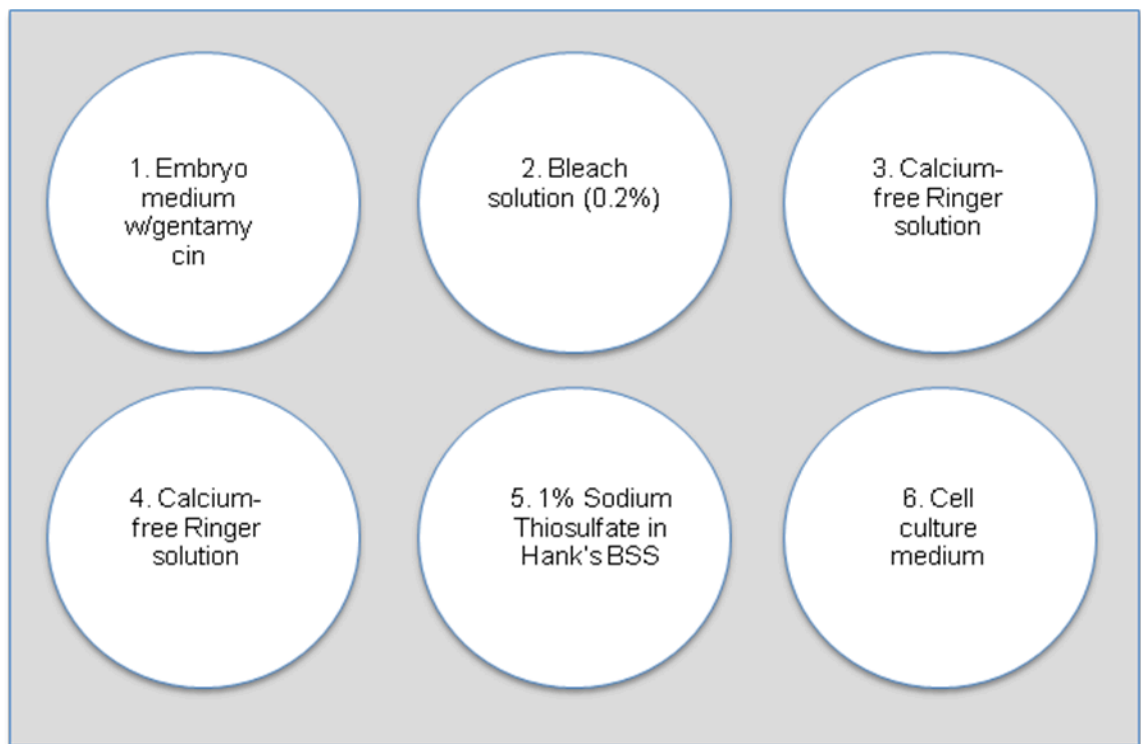 1. Embryo
medium
w/gentamy
cin
2. Bleach
solution (0.2%)
3. Calcium-
free Ringer
solution
4. Calcium-
free Ringer
solution
5. 1% Sodium
Thiosulfate in
Hank's BSS
6. Cell
culture
medium